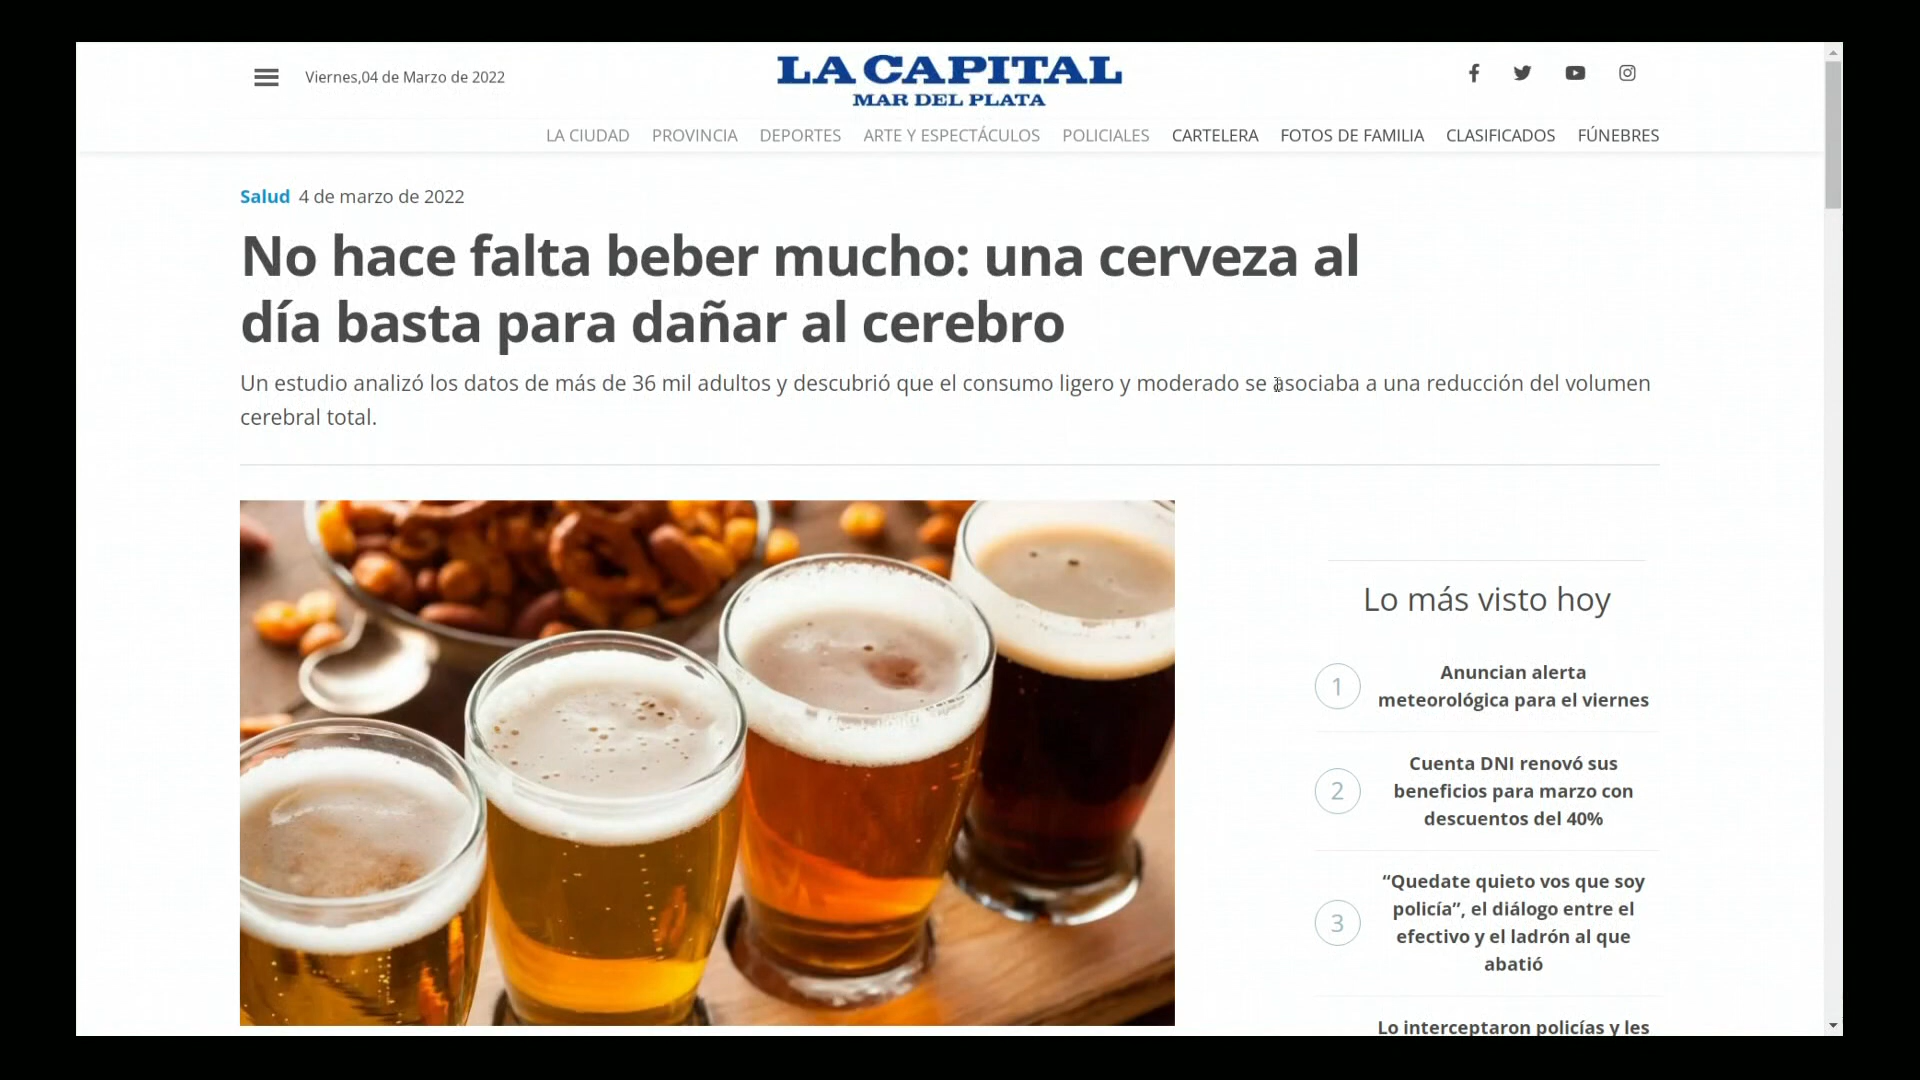 Viernes,04 de Marzo de 2022
LA CAPITAL
MAR DEL PLATA
LA CIUDAD PROVINCIA DEPORTES ARTE Y ESPECTÁCULOS POLICIALES CARTELERA FOTOS DE FAMILIA CLASIFICADOS FÚNEBRES
Salud 4 de marzo de 2022
No hace falta beber mucho: una cerveza al
día basta para dañar al cerebro
Un estudio analizó los datos de más de 36 mil adultos y descubrió que el consumo ligero y moderado se asociaba a una reducción del volumen
cerebral total.
Lo más visto hoy
1
Anuncian alerta
meteorológica para el viernes
2
Cuenta DNI renovó sus
beneficios para marzo con
descuentos del 40%
3
“Quedate quieto vos que soy
policía”, el diálogo entre el
efectivo y el ladrón al que
abatió
Lo interceptaron policías y les